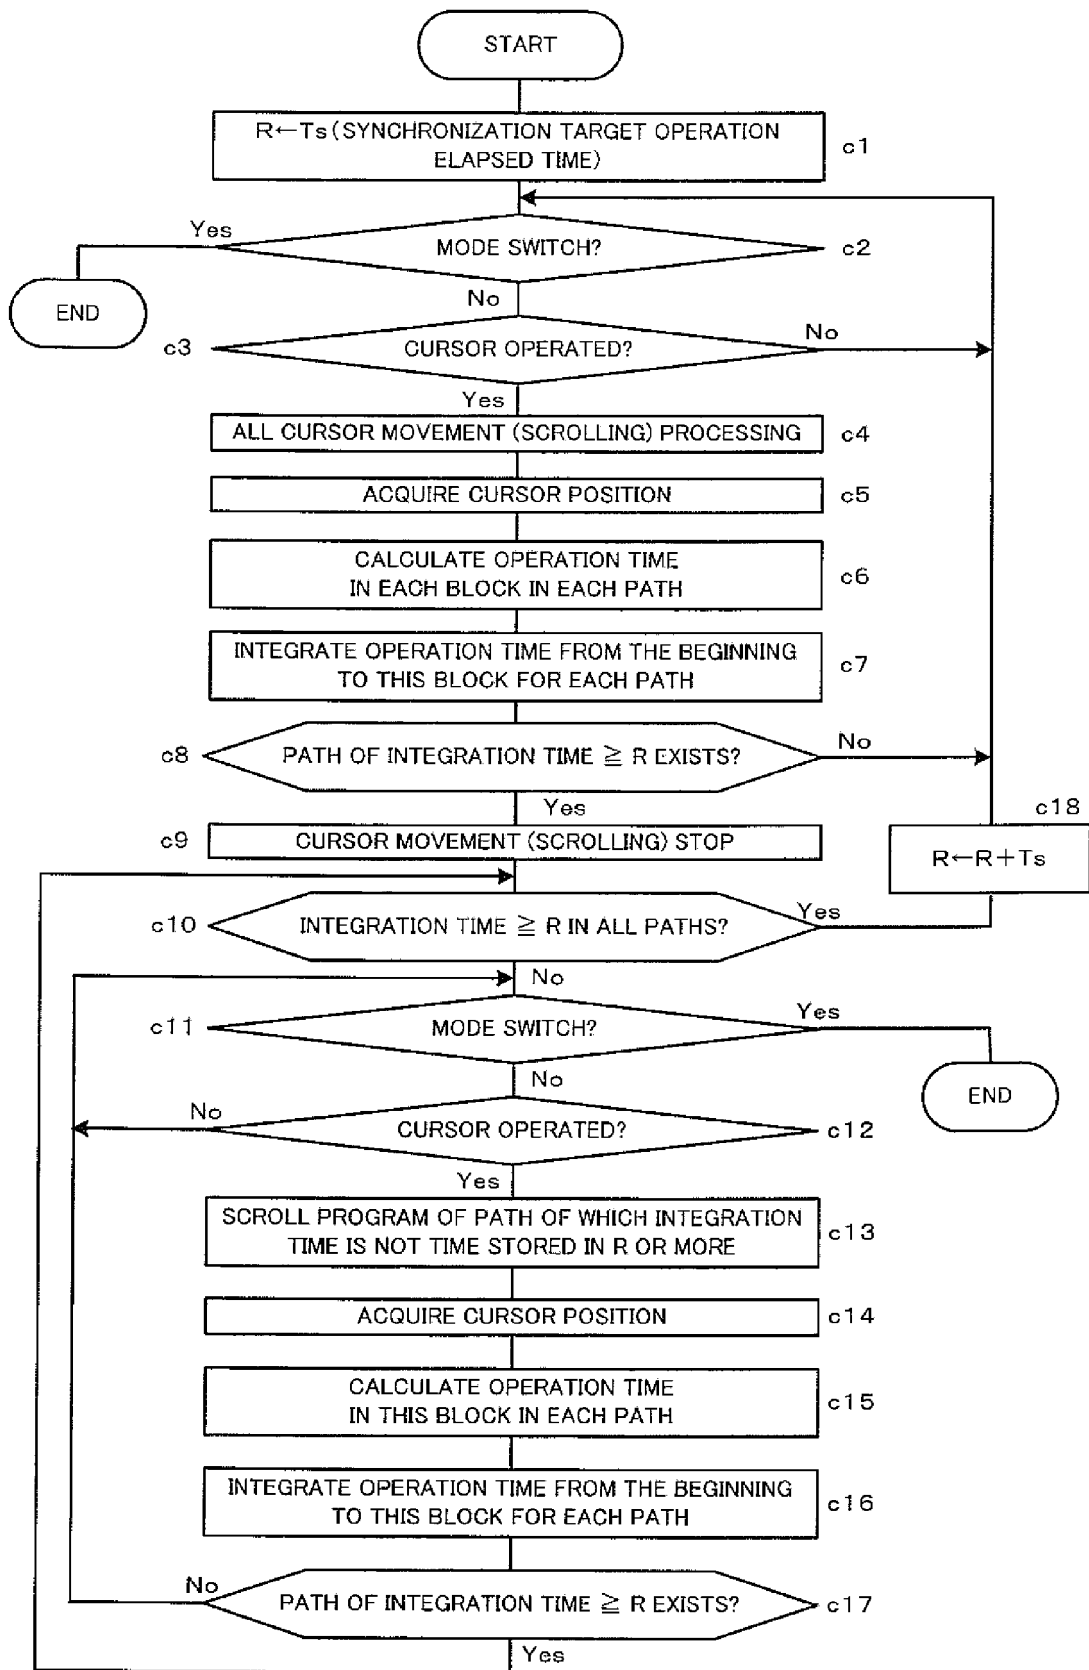 START
R←Ts(SYNCHRONIZATION TARGET OPERATION
ELAPSED TIME)
c1
Yes
MODE SWITCH?
c2
END
No
c3
CURSOR OPERATED?
No
Yes
ALL CURSOR MOVEMENT (SCROLLING) PROCESSING
c4
ACQUIRE CURSOR POSITION
c5
CALCULATE OPERATION TIME
IN EACH BLOCK IN EACH PATH
c6
INTEGRATE OPERATION TIME FROM THE BEGINNING
TO THIS BLOCK FOR EACH PATH
c7
c8
PATH OF INTEGRATION TIME ≧ R EXISTS?
No
Yes
c18
c9
CURSOR MOVEMENT (SCROLLING) STOP
R←R+Ts
c10
INTEGRATION TIME ≧ R IN ALL PATHS?
Yes
No
c11
MODE SWITCH?
Yes
No
END
No
CURSOR OPERATED?
c12
Yes
SCROLL PROGRAM OF PATH OF WHICH INTEGRATION
TIME IS NOT TIME STORED IN R OR MORE
c13
ACQUIRE CURSOR POSITION
c14
CALCULATE OPERATION TIME
IN THIS BLOCK IN EACH PATH
c15
INTEGRATE OPERATION TIME FROM THE BEGINNING
TO THIS BLOCK FOR EACH PATH
c16
No
PATH OF INTEGRATION TIME ≧ R EXISTS?
c17
Yes